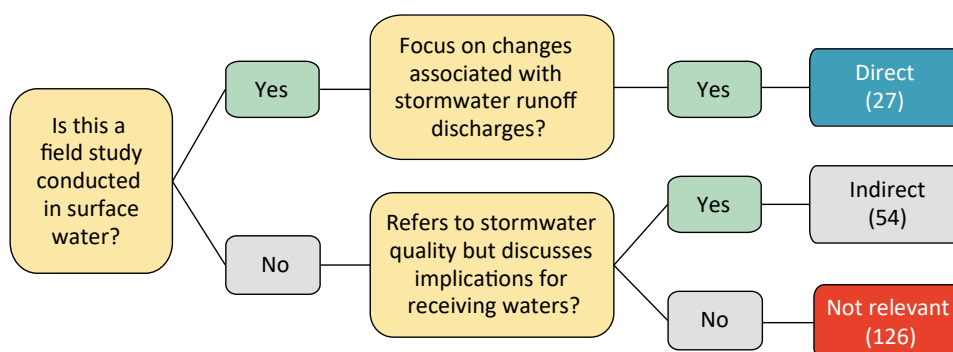 Is this a
field study
conducted
in surface
water?
Yes
Focus on changes
associated with
stormwater runoff
discharges?
Yes
Direct
(27)
No
Refers to stormwater
quality but discusses
implications for
receiving waters?
Yes
Indirect
(54)
No
Not relevant
(126)